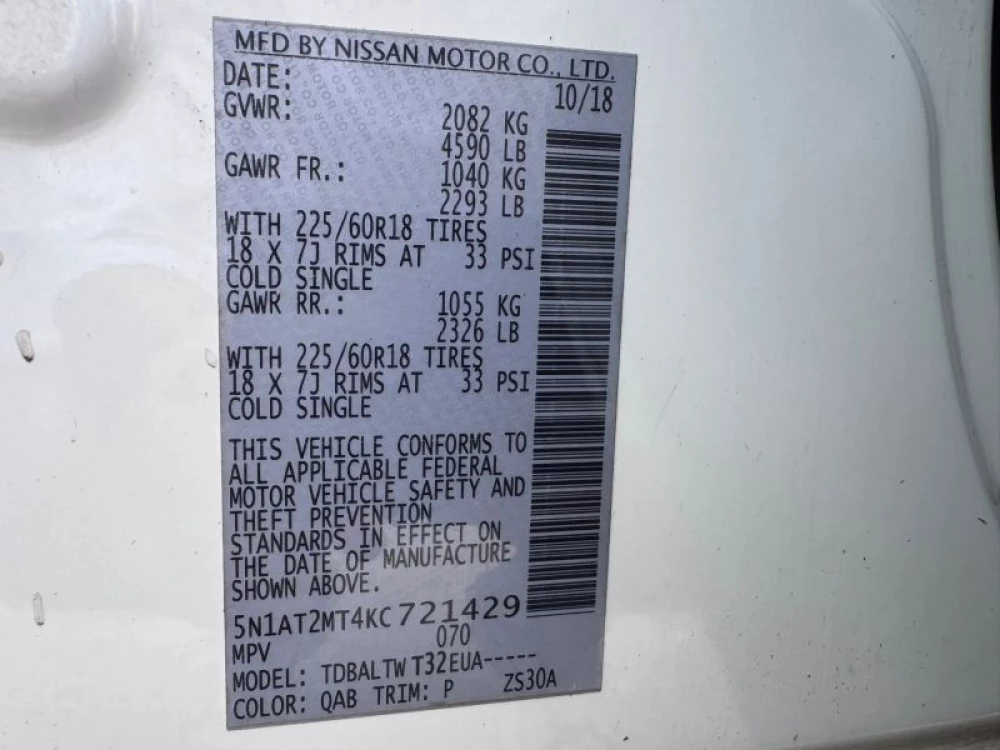 MFD BY NISSAN MOTOR CO., LTD.
DATE: 10/18
GVWR: 2082 KG
4590 LB
GAWR FR.: 1040 KG
2293 LB
WITH 225/60R18 TIRES
18 X 7J RIMS AT 33 PSI
COLD SINGLE
GAWR RR.: 1055 KG
2326 LB
WITH 225/60R18 TIRES
18 X 7J RIMS AT 33 PSI
COLD SINGLE
THIS VEHICLE CONFORMS TO
ALL APPLICABLE FEDERAL
MOTOR VEHICLE SAFETY AND
THEFT PREVENTION
STANDARDS IN EFFECT ON
THE DATE OF MANUFACTURE
SHOWN ABOVE.
5N1AT2MT4KC721429
MPV 070
MODEL: TDBALTW T32EUA-----
COLOR: QAB TRIM: P ZS30A